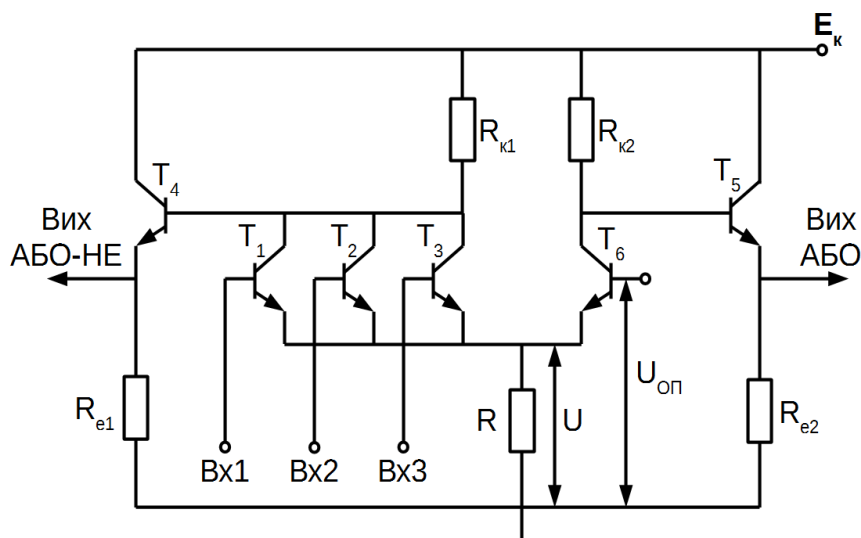 Eк
Rк1
Rк2
T4
T5
Вих
АБО-НЕ
T1
T2
T3
T6
Вих
АБО
Re1
R
U
UОП
Re2
Вх1
Вх2
Вх3